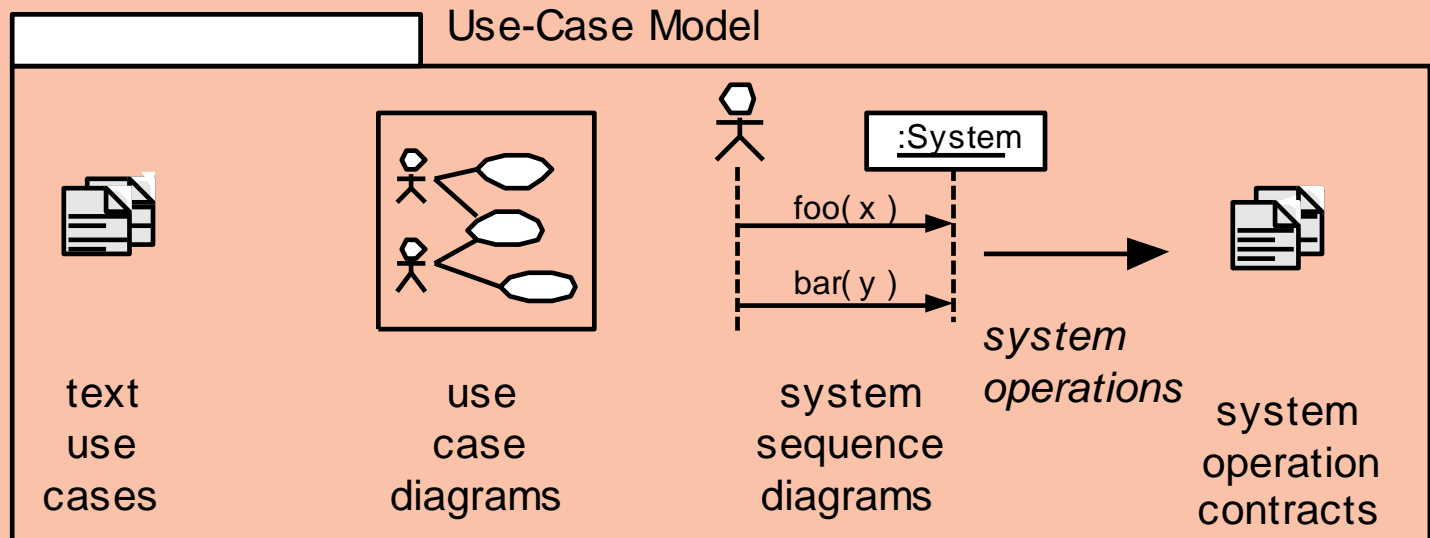 Use-Case Model
:System
foo( x )
bar( y )
system
operations
text
use
cases
use
case
diagrams
system
sequence
diagrams
system
operation
contracts